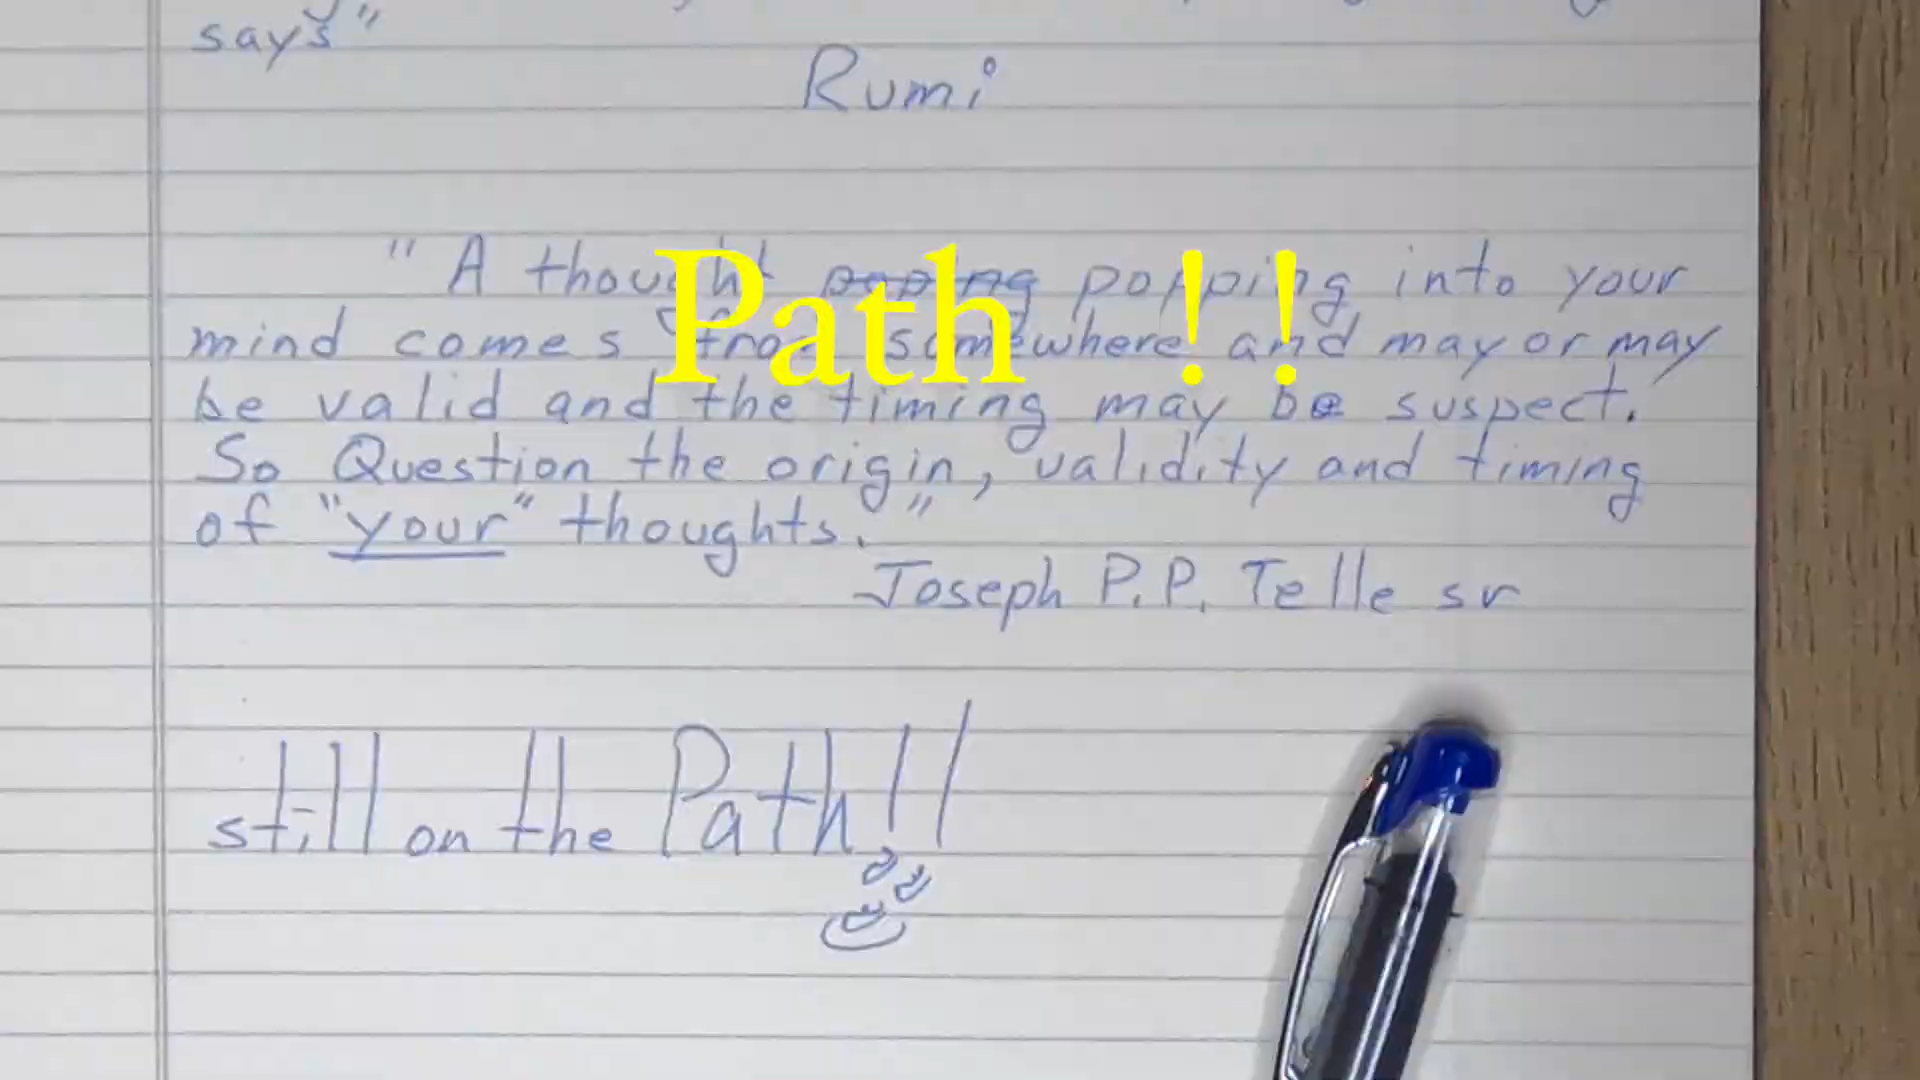 says"
Rumi
"A thought poping popping into your
mind comes from somewhere and may or may
be valid and the timing may be suspect.
So Question the origin, validity and timing
of "your" thoughts."
Joseph P.P. Telle sr
still on the Path!!
Path !!